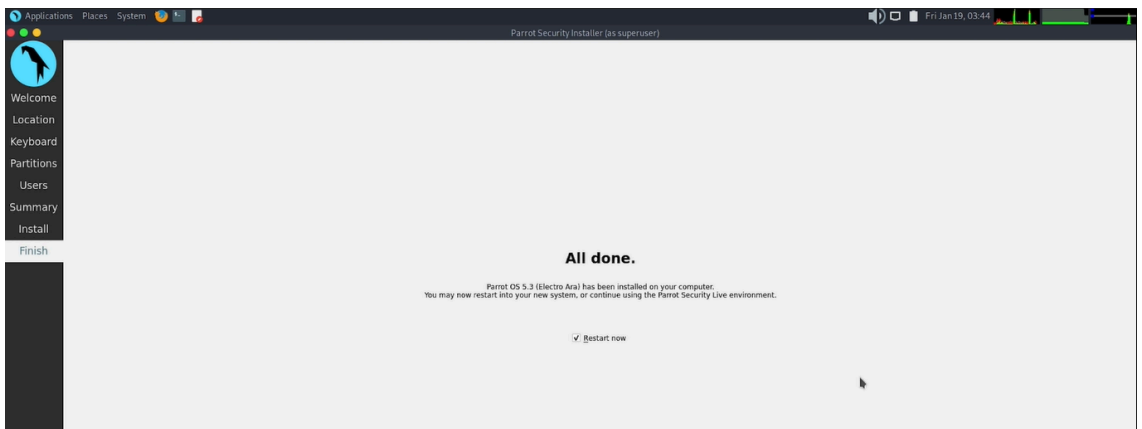 Applications Places System Fri Jan 19, 03:44
Parrot Security Installer (as superuser)
Welcome
Location
Keyboard
Partitions
Users
Summary
Install
Finish
All done.
Parrot OS 5.3 (Electro Ara) has been installed on your computer.
You may now restart into your new system, or continue using the Parrot Security Live environment.
Restart now